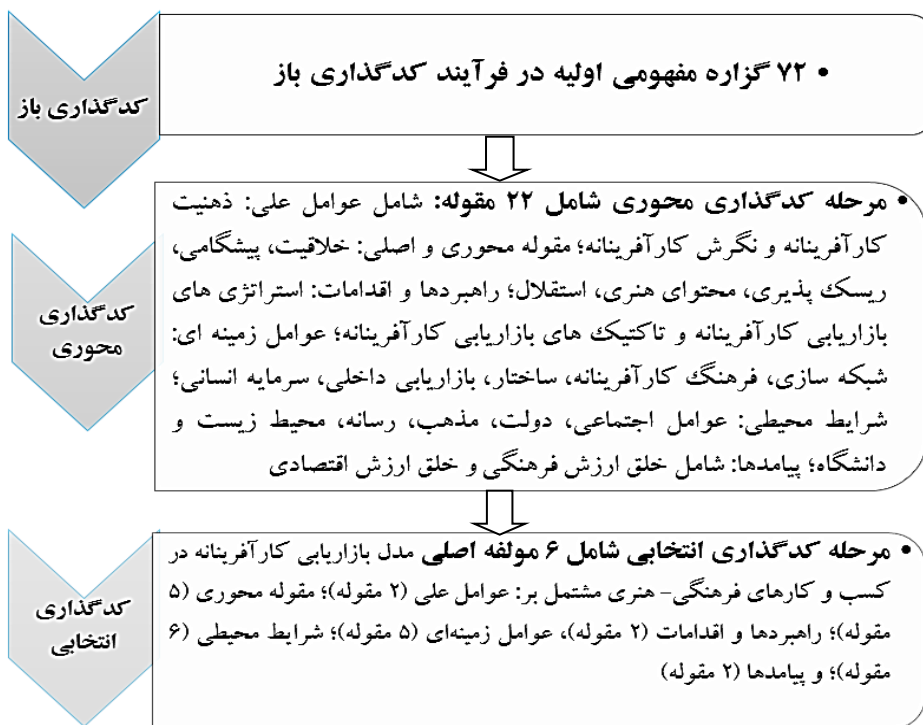 کدگذاری باز
• ۷۲ گزاره مفهومی اولیه در فرآیند کدگذاری باز
کدگذاری
محوری
• مرحله کدگذاری محوری شامل ۲۲ مقوله: شامل عوامل علی: ذهنیت
کارآفرینانه و نگرش کارآفرینانه؛ مقوله محوری و اصلی: خلاقیت، پیشگامی،
ریسک پذیری، محتوای هنری، استقلال؛ راهبردها و اقدامات: استراتژی های
بازاریابی کارآفرینانه و تاکتیک های بازاریابی کارآفرینانه؛ عوامل زمینه ای:
شبکه سازی، فرهنگ کارآفرینانه، ساختار، بازاریابی داخلی، سرمایه انسانی؛
شرایط محیطی: عوامل اجتماعی، دولت، مذهب، رسانه، محیط زیست و
دانشگاه؛ پیامدها: شامل خلق ارزش فرهنگی و خلق ارزش اقتصادی
کدگذاری
انتخابی
• مرحله کدگذاری انتخابی شامل ۶ مولفه اصلی مدل بازاریابی کارآفرینانه در
کسب و کارهای فرهنگی- هنری مشتمل بر: عوامل علی (۲ مقوله)؛ مقوله محوری (۵
مقوله)؛ راهبردها و اقدامات (۲ مقوله)، عوامل زمینه‌ای (۵ مقوله)؛ شرایط محیطی (۶
مقوله)؛ و پیامدها (۲ مقوله)